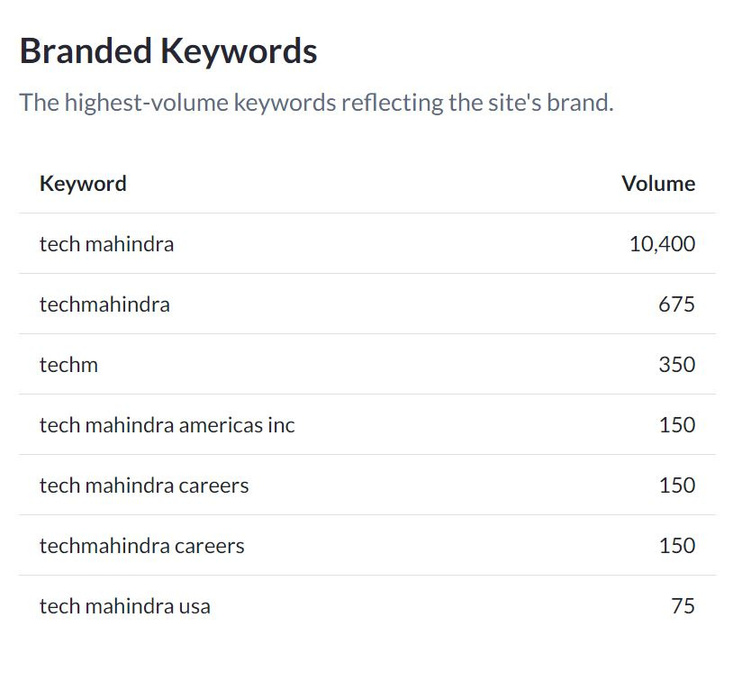 Branded Keywords
The highest-volume keywords reflecting the site's brand.
Keyword Volume
tech mahindra 10,400
techmahindra 675
techm 350
tech mahindra americas inc 150
tech mahindra careers 150
techmahindra careers 150
tech mahindra usa 75